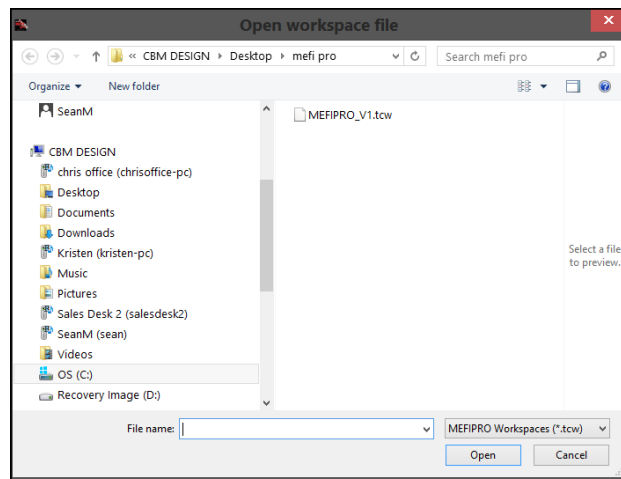 Open workspace file
« CBM DESIGN Desktop mefi pro
Search mefi pro
Organize
New folder
SeanM
CBM DESIGN
chris office (chrisoffice-pc)
Desktop
Documents
Downloads
Kristen (kristen-pc)
Music
Pictures
Sales Desk 2 (salesdesk2)
SeanM (sean)
Videos
OS (C:)
Recovery Image (D:)
MEFIPRO_V1.tcw
Select a file
to preview.
File name:
MEFIPRO Workspaces (*.tcw)
Open
Cancel